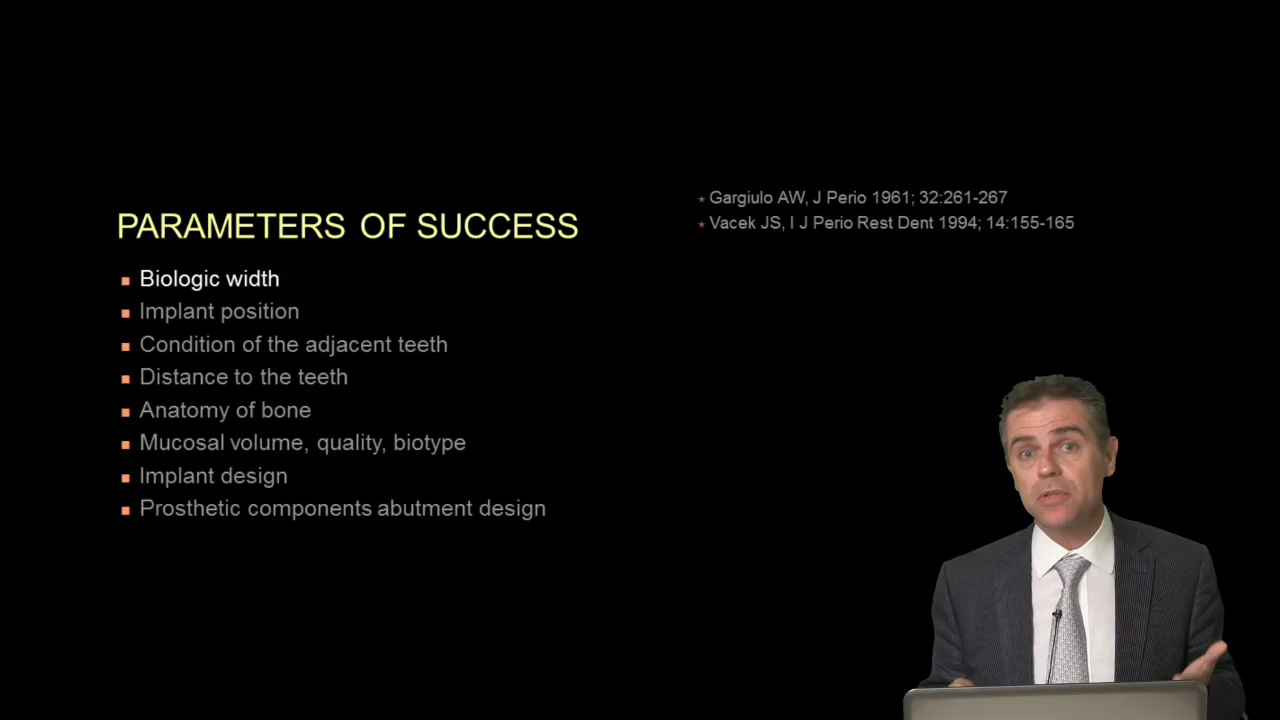 PARAMETERS OF SUCCESS
Biologic width
Implant position
Condition of the adjacent teeth
Distance to the teeth
Anatomy of bone
Mucosal volume, quality, biotype
Implant design
Prosthetic components abutment design
Gargiulo AW, J Perio 1961; 32:261-267
Vacek JS, I J Perio Rest Dent 1994; 14:155-165